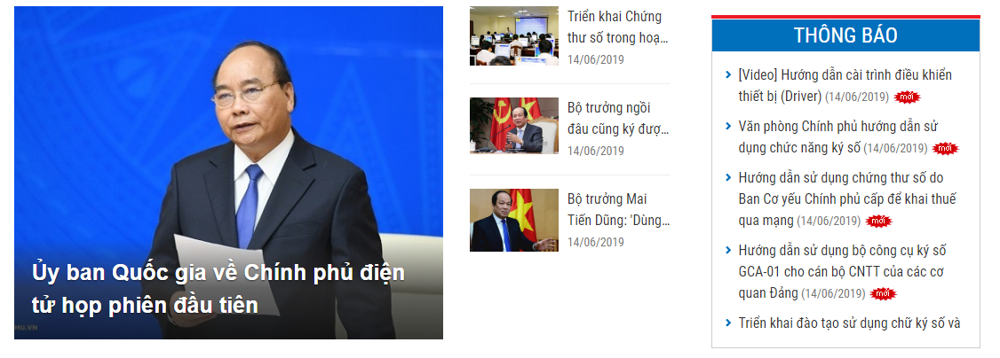 Ủy ban Quốc gia về Chính phủ điện
tử họp phiên đầu tiên
HU.VN
Triển khai Chứng
thư số trong hoạ...
14/06/2019
Bộ trưởng ngồi
đâu cũng ký đượ...
14/06/2019
Bộ trưởng Mai
Tiến Dũng: 'Dùng...
14/06/2019
THÔNG BÁO
[Video] Hướng dẫn cài trình điều khiển
thiết bị (Driver) (14/06/2019) mới
Văn phòng Chính phủ hướng dẫn sử
dụng chức năng ký số (14/06/2019) mới
Hướng dẫn sử dụng chứng thư số do
Ban Cơ yếu Chính phủ cấp để khai thuế
qua mạng (14/06/2019) mới
Hướng dẫn sử dụng bộ công cụ ký số
GCA-01 cho cán bộ CNTT của các cơ
quan Đảng (14/06/2019) mới
Triển khai đào tạo sử dụng chữ ký số và